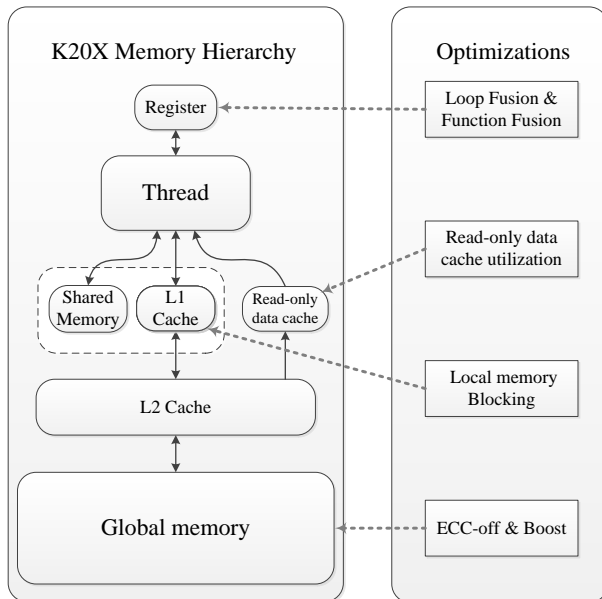 K20X Memory Hierarchy
Register
Thread
Shared
Memory
L1
Cache
Read-only
data cache
L2 Cache
Global memory
Optimizations
Loop Fusion &
Function Fusion
Read-only data
cache utilization
Local memory
Blocking
ECC-off & Boost